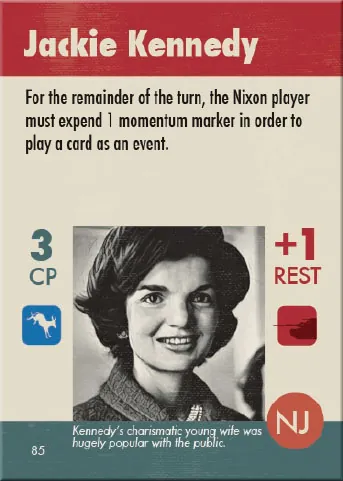 Jackie Kennedy
For the remainder of the turn, the Nixon player
must expend 1 momentum marker in order to
play a card as an event.
3
CP
+1
REST
NJ
Kennedy's charismatic young wife was
hugely popular with the public.
85